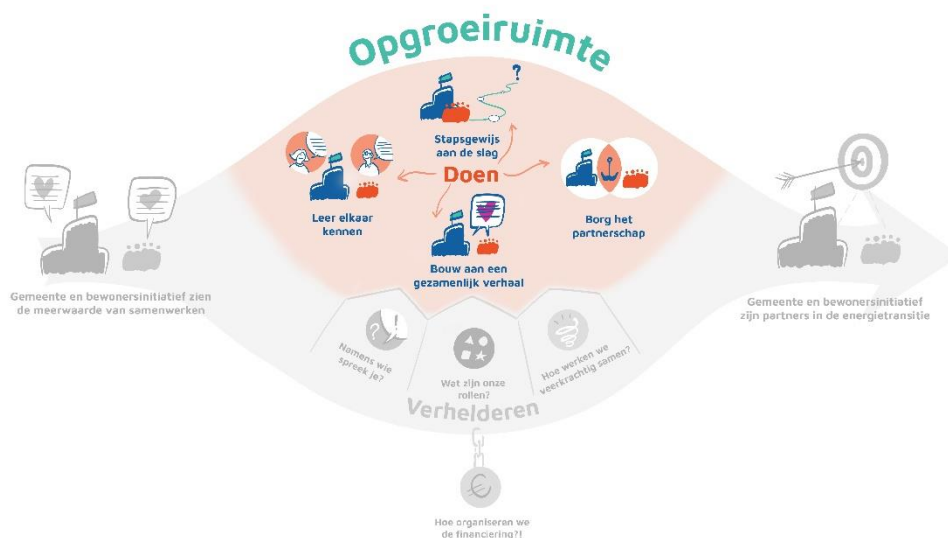 Opgroeiruimte
Stapsgewijs
aan de slag
Doen
Leer elkaar
kennen
Borg het
partnerschap
Bouw aan een
gezamenlijk verhaal
Gemeente en bewonersinitiatief zien
de meerwaarde van samenwerken
Gemeente en bewonersinitiatief
zijn partners in de energietransitie
Namens wie
spreek je?
Wat zijn onze
rollen?
Hoe werken we
veerkrachtig samen?
Verhelderen
Hoe organiseren we
de financiering?!